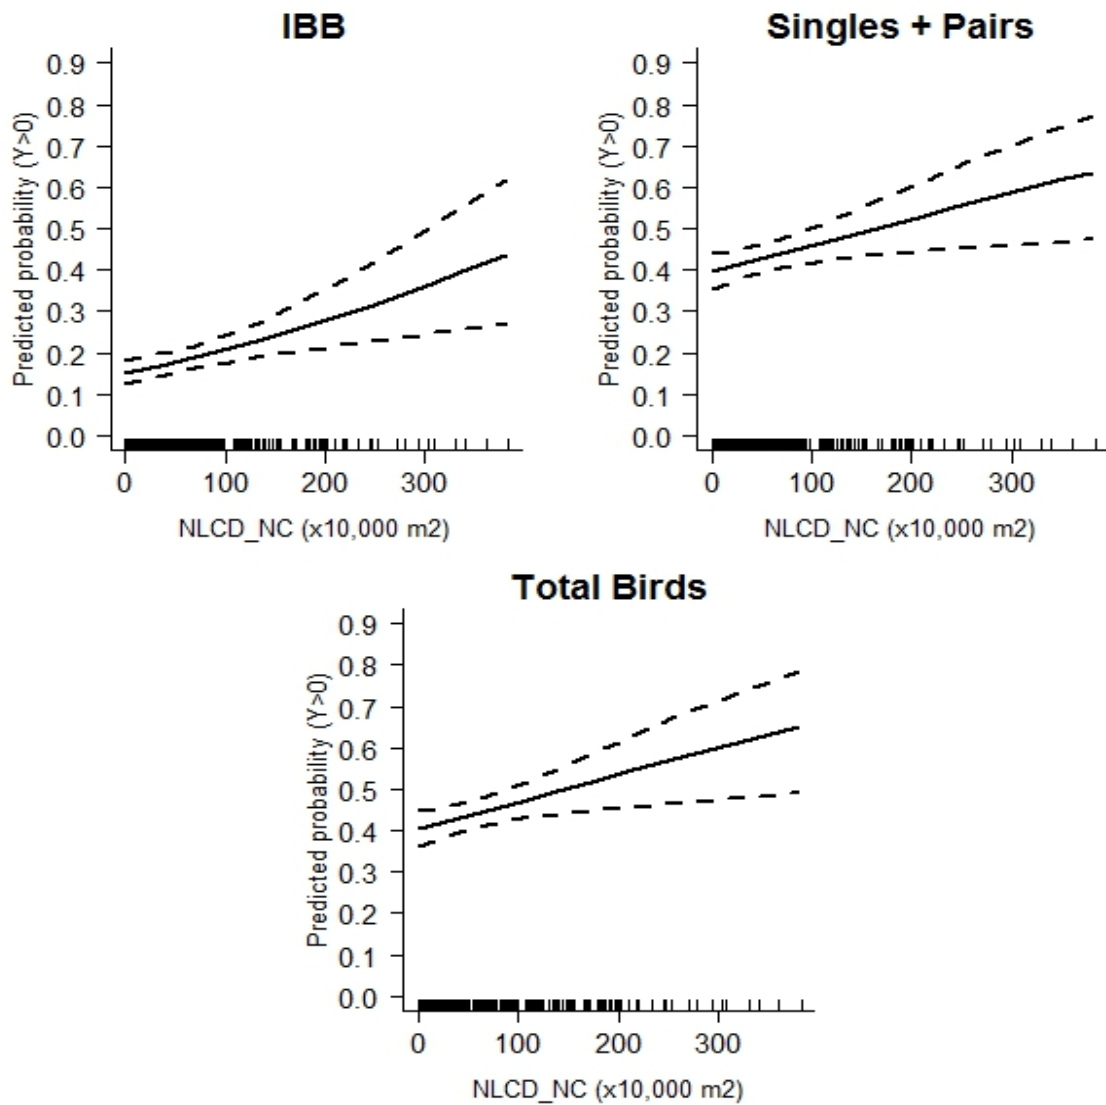 IBB
Predicted probability (Y>0)
0.9
0.8
0.7
0.6
0.5
0.4
0.3
0.2
0.1
0.0
0 100 200 300
NLCD_NC (x10,000 m2)
Singles + Pairs
Predicted probability (Y>0)
0.9
0.8
0.7
0.6
0.5
0.4
0.3
0.2
0.1
0.0
0 100 200 300
NLCD_NC (x10,000 m2)
Total Birds
Predicted probability (Y>0)
0.9
0.8
0.7
0.6
0.5
0.4
0.3
0.2
0.1
0.0
0 100 200 300
NLCD_NC (x10,000 m2)